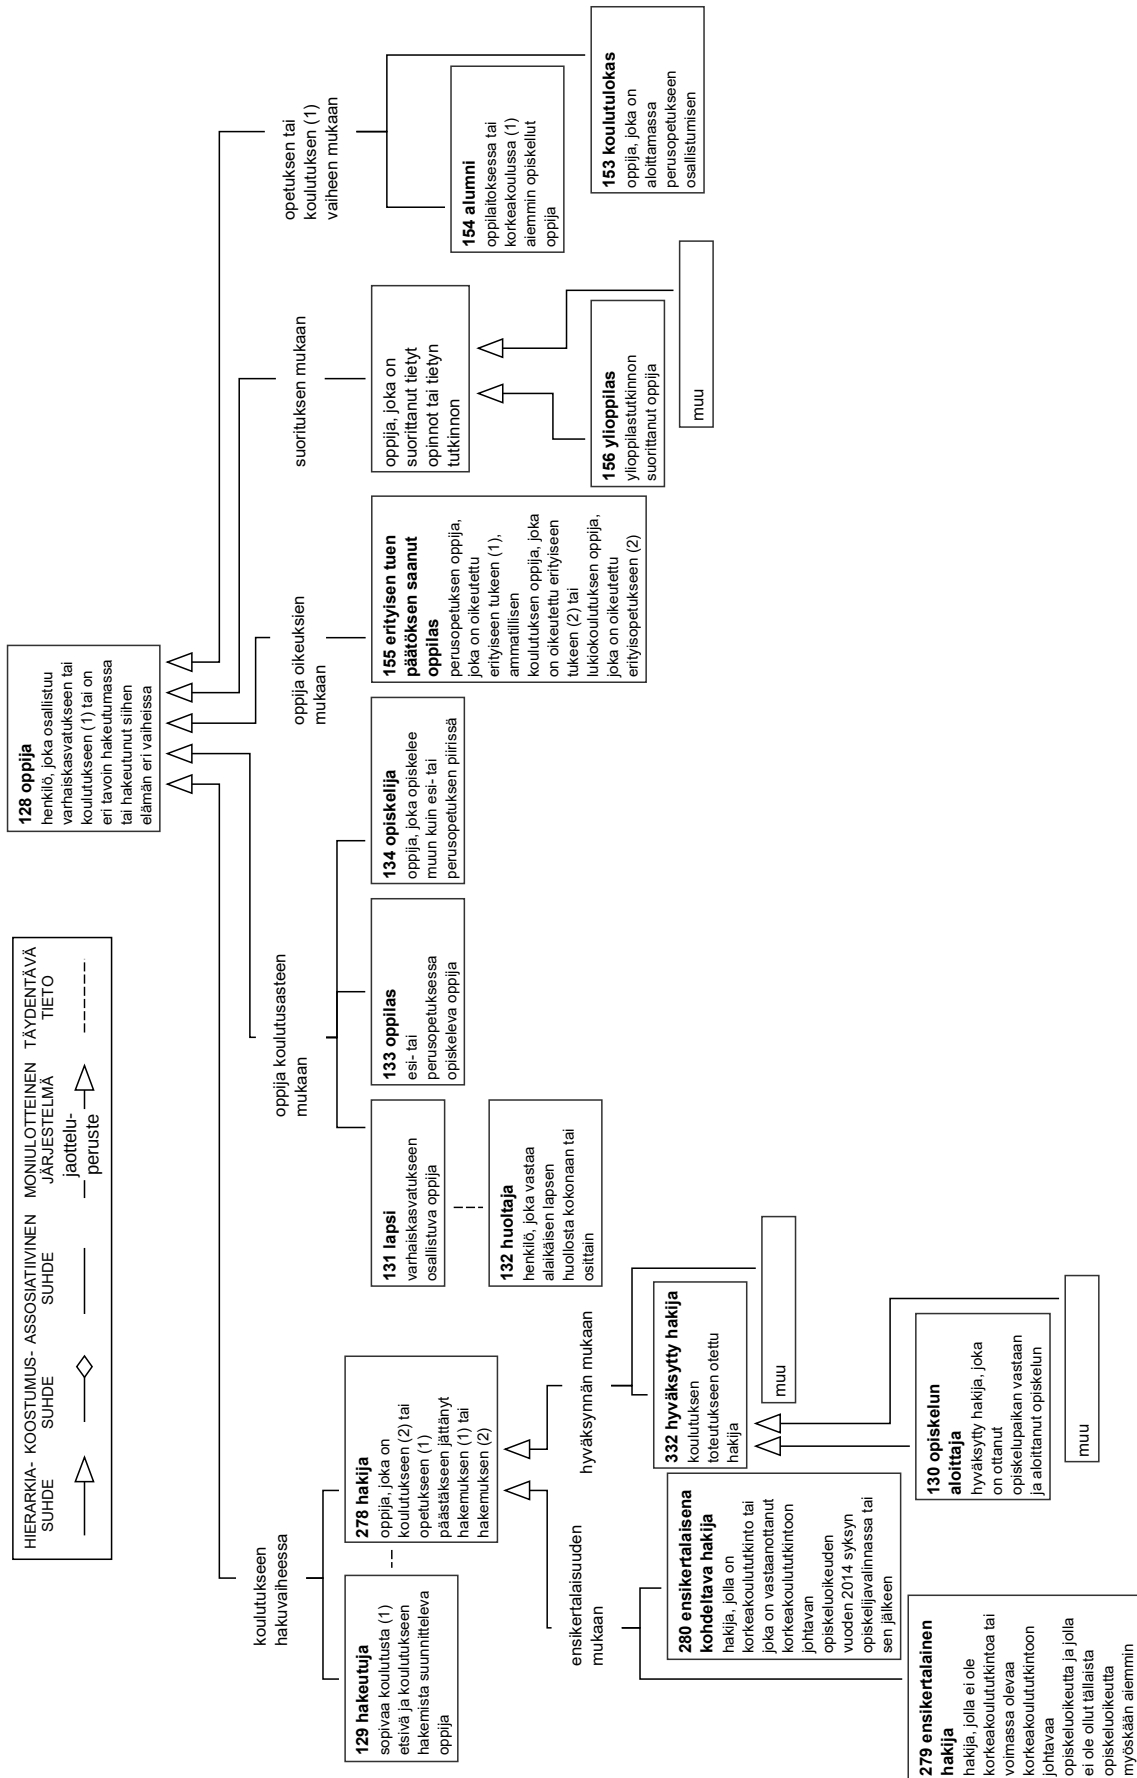 HIERARKIA-
SUHDE
KOOSTUMUS-
SUHDE
ASSOSIATIIVINEN
SUHDE
MONIULOTTEINEN
JÄRJESTELMÄ
jaottelu-
peruste
TÄYDENTÄVÄ
TIETO
128 oppija
henkilö, joka osallistuu
varhaiskasvatukseen tai
koulutukseen (1) tai on
eri tavoin hakeutumassa
tai hakeutunut siihen
elämän eri vaiheissa
koulutukseen
hakuvaiheessa
129 hakeutuja
sopivaa koulutusta (1)
etsivä ja koulutukseen
hakemista suunnitteleva
oppija
278 hakija
oppija, joka on
koulutukseen (2) tai
opetukseen (1)
päästäkseen jättänyt
hakemuksen (1) tai
hakemuksen (2)
ensikertalaisuuden
mukaan
279 ensikertalainen
hakija
hakija, jolla ei ole
korkeakoulututkintoa tai
voimassa olevaa
korkeakoulututkintoon
johtavaa
opiskeluoikeutta ja jolla
ei ole ollut tällaista
opiskeluoikeutta
myöskään aiemmin
280 ensikertalaisena
kohdeltava hakija
hakija, jolla on
korkeakoulututkinto tai
joka on vastaanottanut
korkeakoulututkintoon
johtavan
opiskeluoikeuden
vuoden 2014 syksyn
opiskelijavalinnassa tai
sen jälkeen
hyväksynnän mukaan
332 hyväksytty hakija
koulutuksen
toteutukseen otettu
hakija
muu
130 opiskelun
aloittaja
hyväksytty hakija, joka
on ottanut
opiskelupaikan vastaan
ja aloittanut opiskelun
muu
oppija koulutusasteen
mukaan
131 lapsi
varhaiskasvatukseen
osallistuva oppija
132 huoltaja
henkilö, joka vastaa
alaikäisen lapsen
huollosta kokonaan tai
osittain
133 oppilas
esi- tai
perusopetuksessa
opiskeleva oppija
134 opiskelija
oppija, joka opiskelee
muun kuin esi- tai
perusopetuksen piirissä
oppija oikeuksien
mukaan
155 erityisen tuen
päätöksen saanut
oppilas
perusopetuksen oppija,
joka on oikeutettu
erityiseen tukeen (1),
ammatillisen
koulutuksen oppija, joka
on oikeutettu erityiseen
tukeen (2) tai
lukiokoulutuksen oppija,
joka on oikeutettu
erityisopetukseen (2)
suorituksen mukaan
oppija, joka on
suorittanut tietyt
opinnot tai tietyn
tutkinnon
156 ylioppilas
ylioppilastutkinnon
suorittanut oppija
muu
opetuksen tai
koulutuksen (1)
vaiheen mukaan
154 alumni
oppilaitoksessa tai
korkeakoulussa (1)
aiemmin opiskellut
oppija
153 koulutulokas
oppija, joka on
aloittamassa
perusopetukseen
osallistumisen